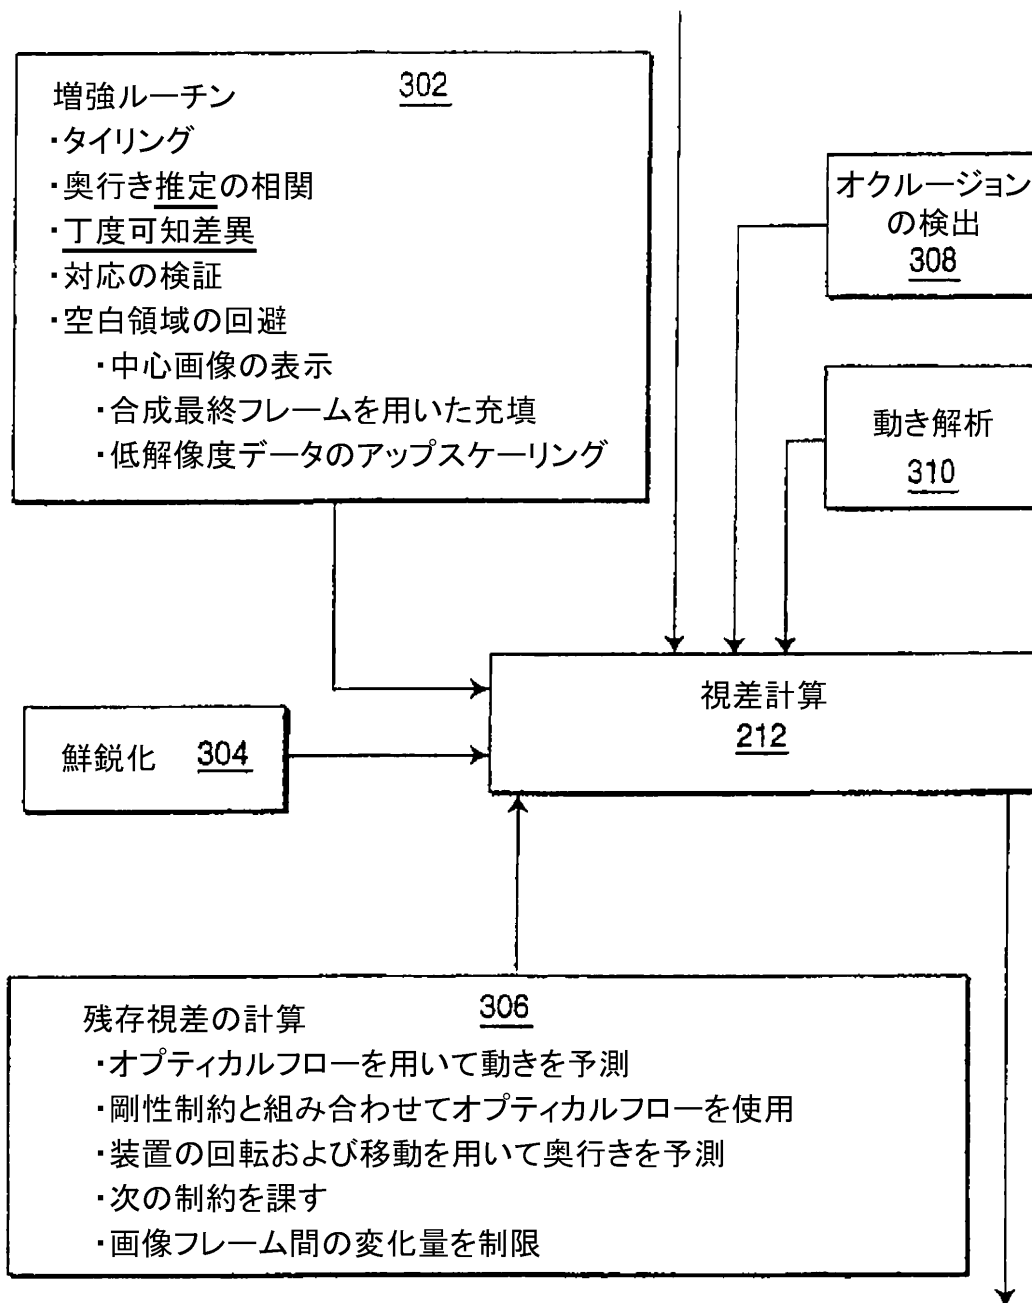 増強ルーチン 302
・タイリング
・奥行き推定の相関
・丁度可知差異
・対応の検証
・空白領域の回避
・中心画像の表示
・合成最終フレームを用いた充填
・低解像度データのアップスケーリング
オクルージョン
の検出
308
動き解析
310
視差計算
212
鮮鋭化 304
残存視差の計算 306
・オプティカルフローを用いて動きを予測
・剛性制約と組み合わせてオプティカルフローを使用
・装置の回転および移動を用いて奥行きを予測
・次の制約を課す
・画像フレーム間の変化量を制限